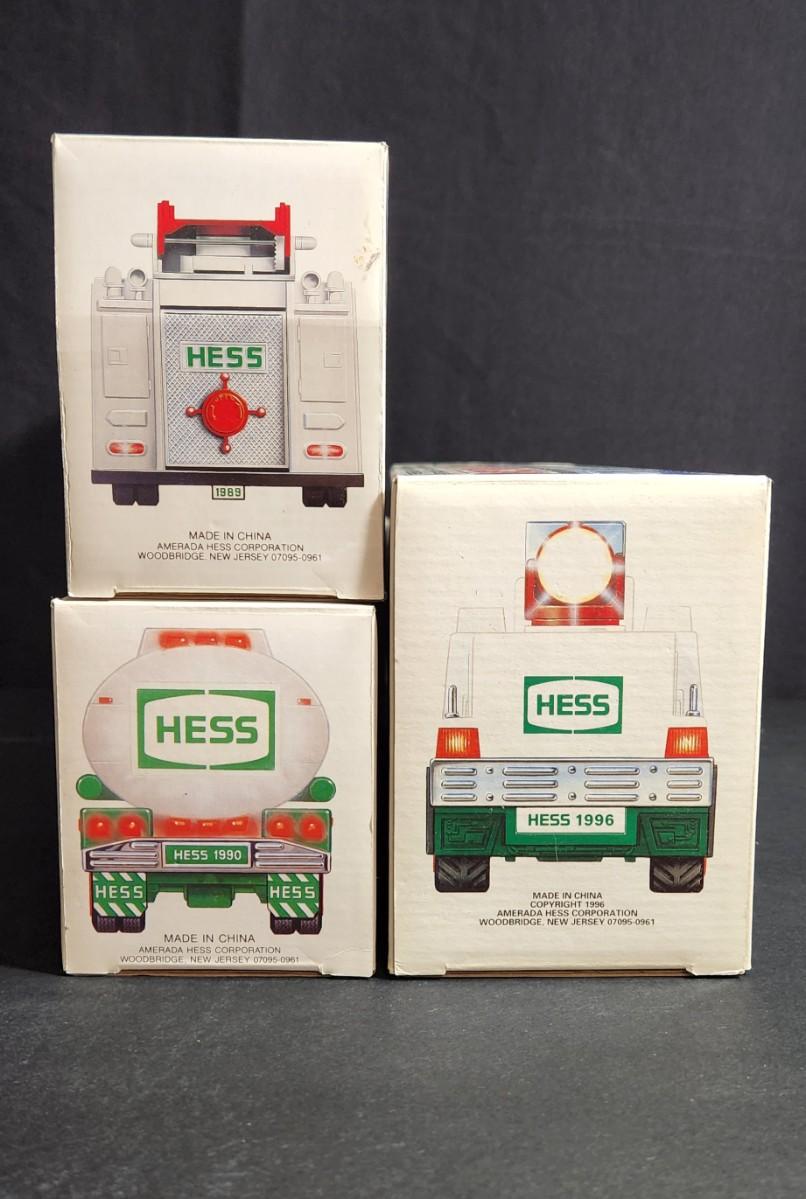 HESS
1989
MADE IN CHINA
AMERADA HESS CORPORATION
WOODBRIDGE, NEW JERSEY 07095-0961
HESS
HESS 1990
HESS HESS
MADE IN CHINA
AMERADA HESS CORPORATION
WOODBRIDGE, NEW JERSEY 07095-0961
HESS
HESS 1996
MADE IN CHINA
COPYRIGHT 1996
AMERADA HESS CORPORATION
WOODBRIDGE, NEW JERSEY 07095-0961